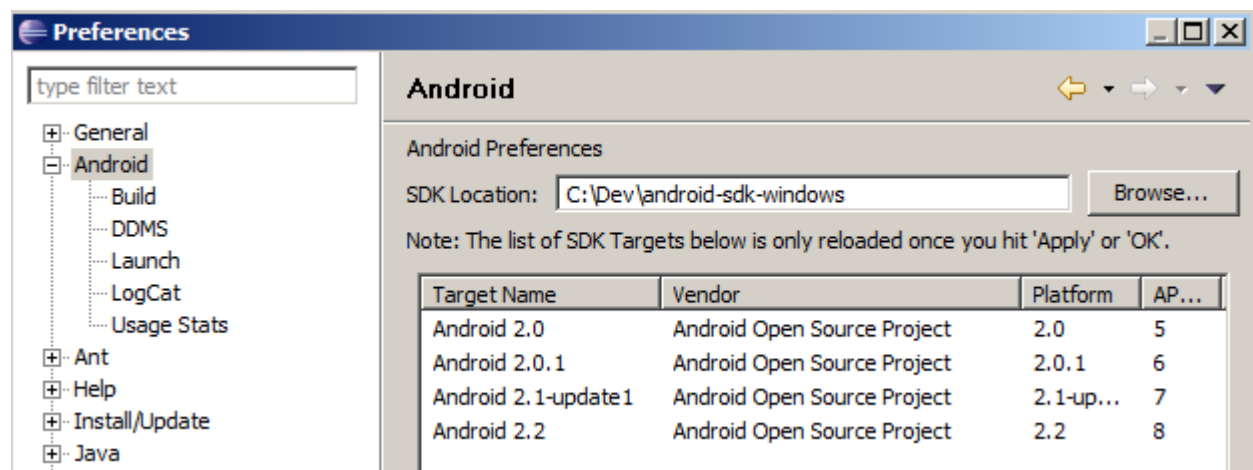 Preferences
type filter text
General
Android
Build
DDMS
Launch
LogCat
Usage Stats
Ant
Help
Install/Update
Java
Android
Android Preferences
SDK Location: C:\Dev\android-sdk-windows Browse...
Note: The list of SDK Targets below is only reloaded once you hit 'Apply' or 'OK'.
Target Name Vendor Platform AP...
Android 2.0 Android Open Source Project 2.0 5
Android 2.0.1 Android Open Source Project 2.0.1 6
Android 2.1-update1 Android Open Source Project 2.1-up... 7
Android 2.2 Android Open Source Project 2.2 8